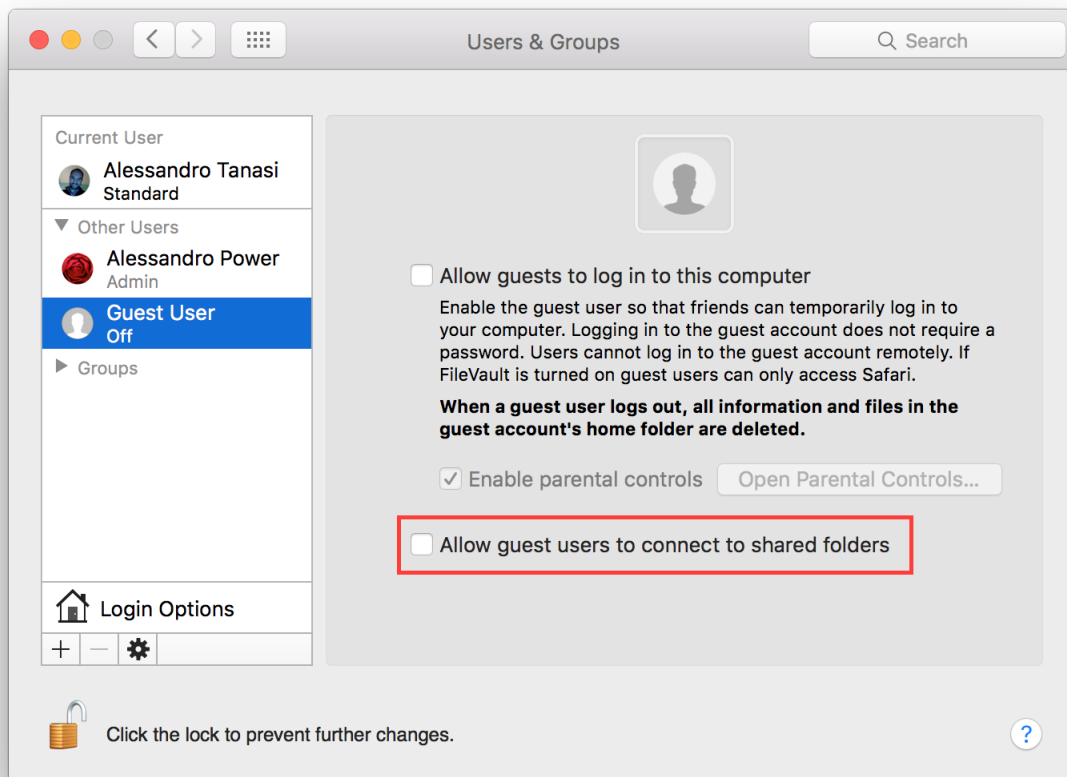 Users & Groups
Search
Current User
Alessandro Tanasi
Standard
Other Users
Alessandro Power
Admin
Guest User
Off
Groups
Login Options
Allow guests to log in to this computer
Enable the guest user so that friends can temporarily log in to
your computer. Logging in to the guest account does not require a
password. Users cannot log in to the guest account remotely. If
FileVault is turned on guest users can only access Safari.
When a guest user logs out, all information and files in the
guest account's home folder are deleted.
Enable parental controls
Open Parental Controls...
Allow guest users to connect to shared folders
Click the lock to prevent further changes.
?